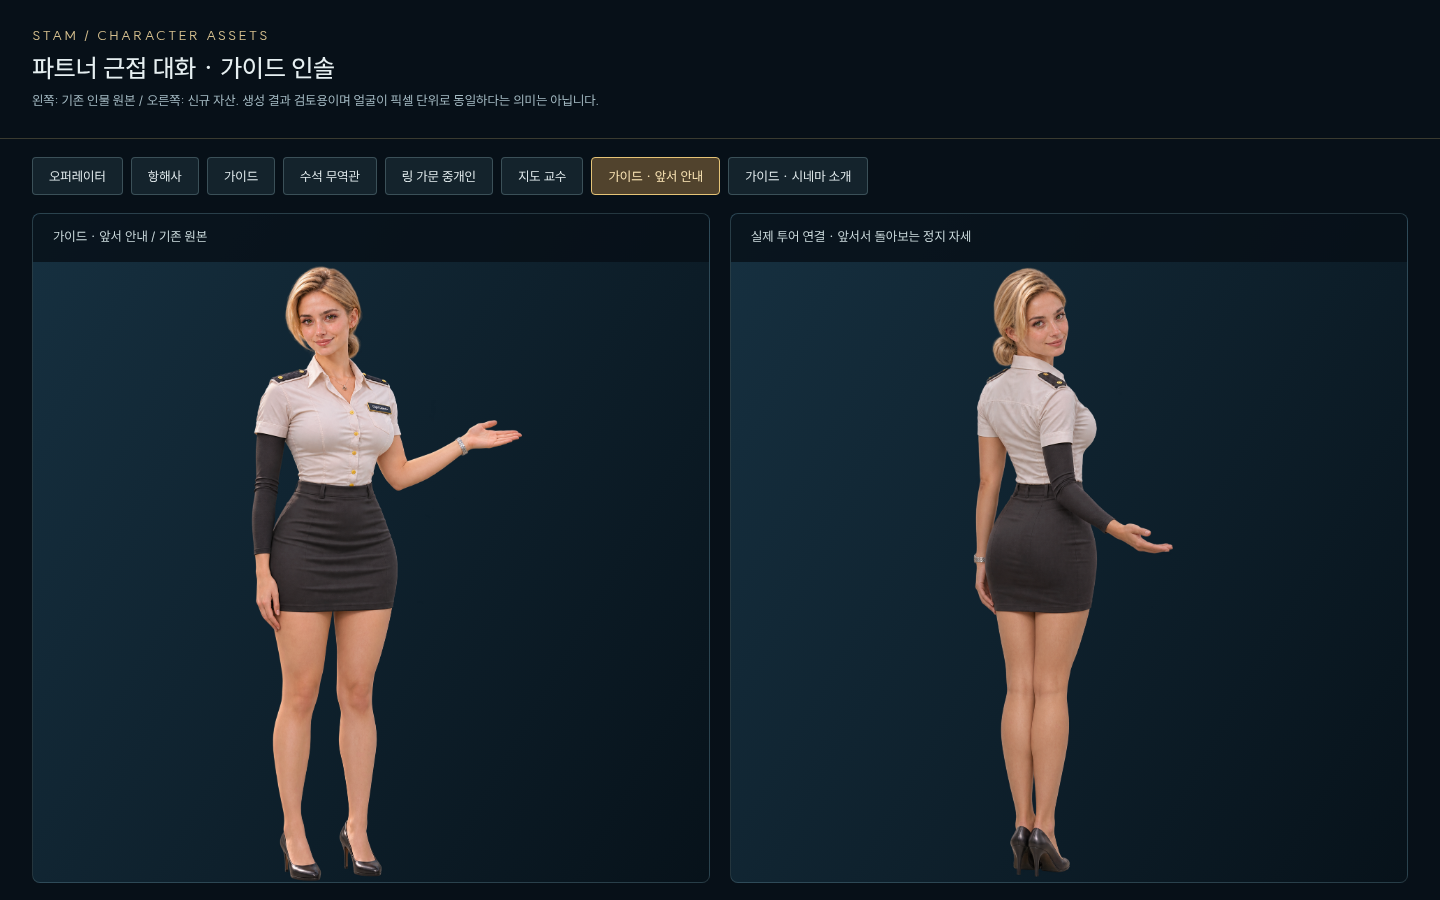 STAM / CHARACTER ASSETS
파트너 근접 대화 · 가이드 인솔
왼쪽: 기존 인물 원본 / 오른쪽: 신규 자산. 생성 결과 검토용이며 얼굴이 픽셀 단위로 동일하다는 의미는 아닙니다.
오퍼레이터
항해사
가이드
수석 무역관
링 가문 중개인
지도 교수
가이드 · 앞서 안내
가이드 · 시네마 소개
가이드 · 앞서 안내 / 기존 원본
실제 투어 연결 · 앞서서 돌아보는 정지 자세